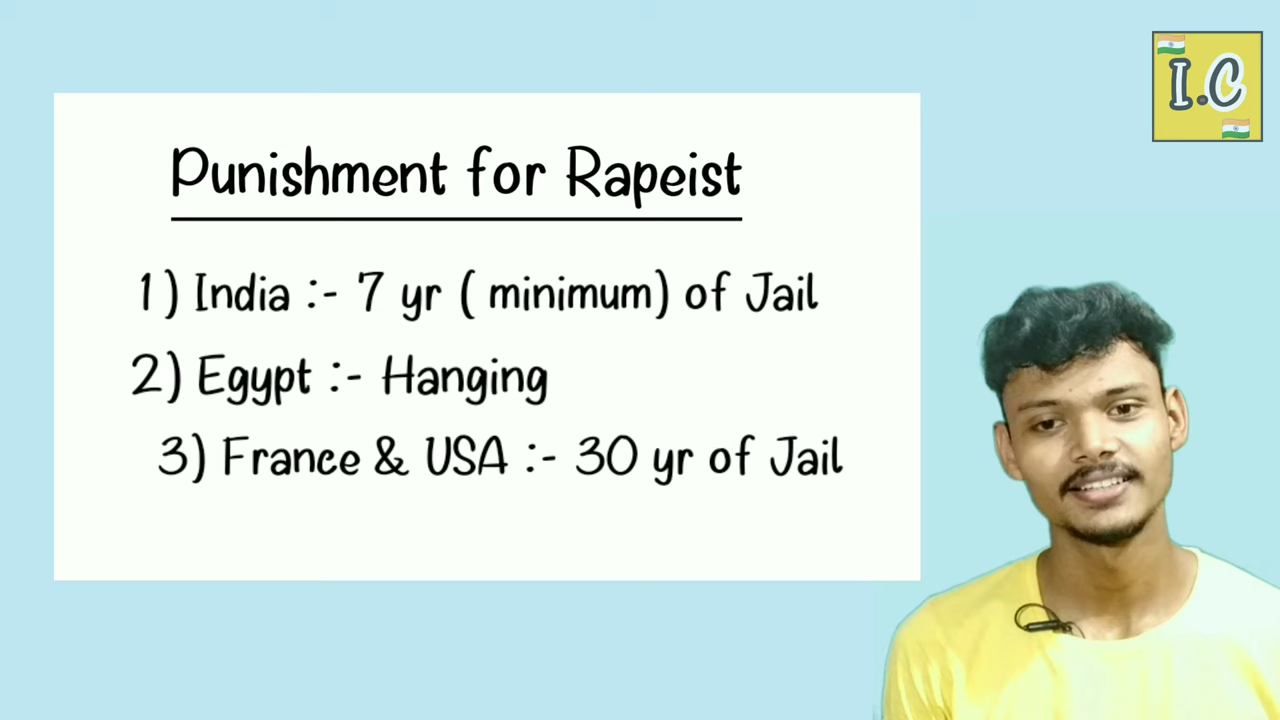 I.C
Punishment for Rapeist
1) India :- 7 yr ( minimum) of Jail
2) Egypt :- Hanging
3) France & USA :- 30 yr of Jail